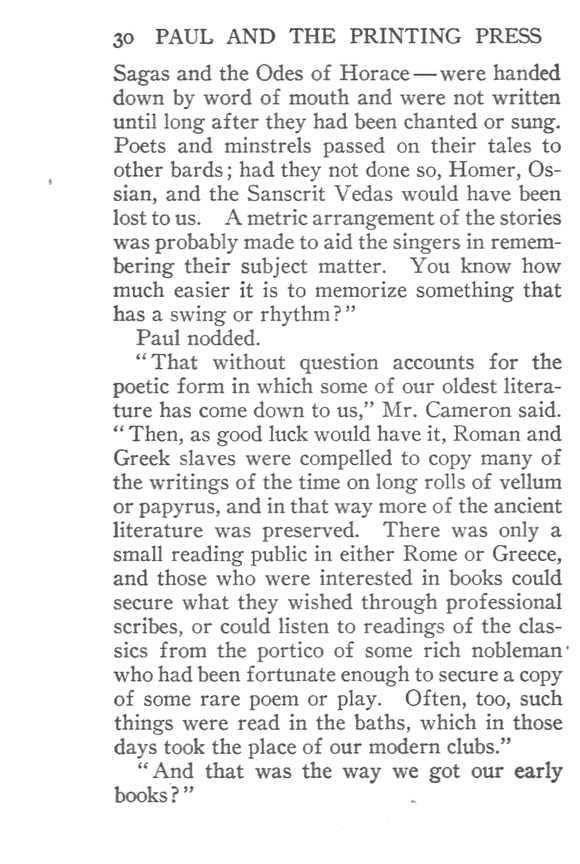 30 PAUL AND THE PRINTING PRESS
Sagas and the Odes of Horace — were handed
down by word of mouth and were not written
until long after they had been chanted or sung.
Poets and minstrels passed on their tales to
other bards; had they not done so, Homer, Os-
sian, and the Sanscrit Vedas would have been
lost to us. A metric arrangement of the stories
was probably made to aid the singers in remem-
bering their subject matter. You know how
much easier it is to memorize something that
has a swing or rhythm?"
Paul nodded.
"That without question accounts for the
poetic form in which some of our oldest litera-
ture has come down to us," Mr. Cameron said.
"Then, as good luck would have it, Roman and
Greek slaves were compelled to copy many of
the writings of the time on long rolls of vellum
or papyrus, and in that way more of the ancient
literature was preserved. There was only a
small reading public in either Rome or Greece,
and those who were interested in books could
secure what they wished through professional
scribes, or could listen to readings of the clas-
sics from the portico of some rich nobleman
who had been fortunate enough to secure a copy
of some rare poem or play. Often, too, such
things were read in the baths, which in those
days took the place of our modern clubs."
"And that was the way we got our early
books?"